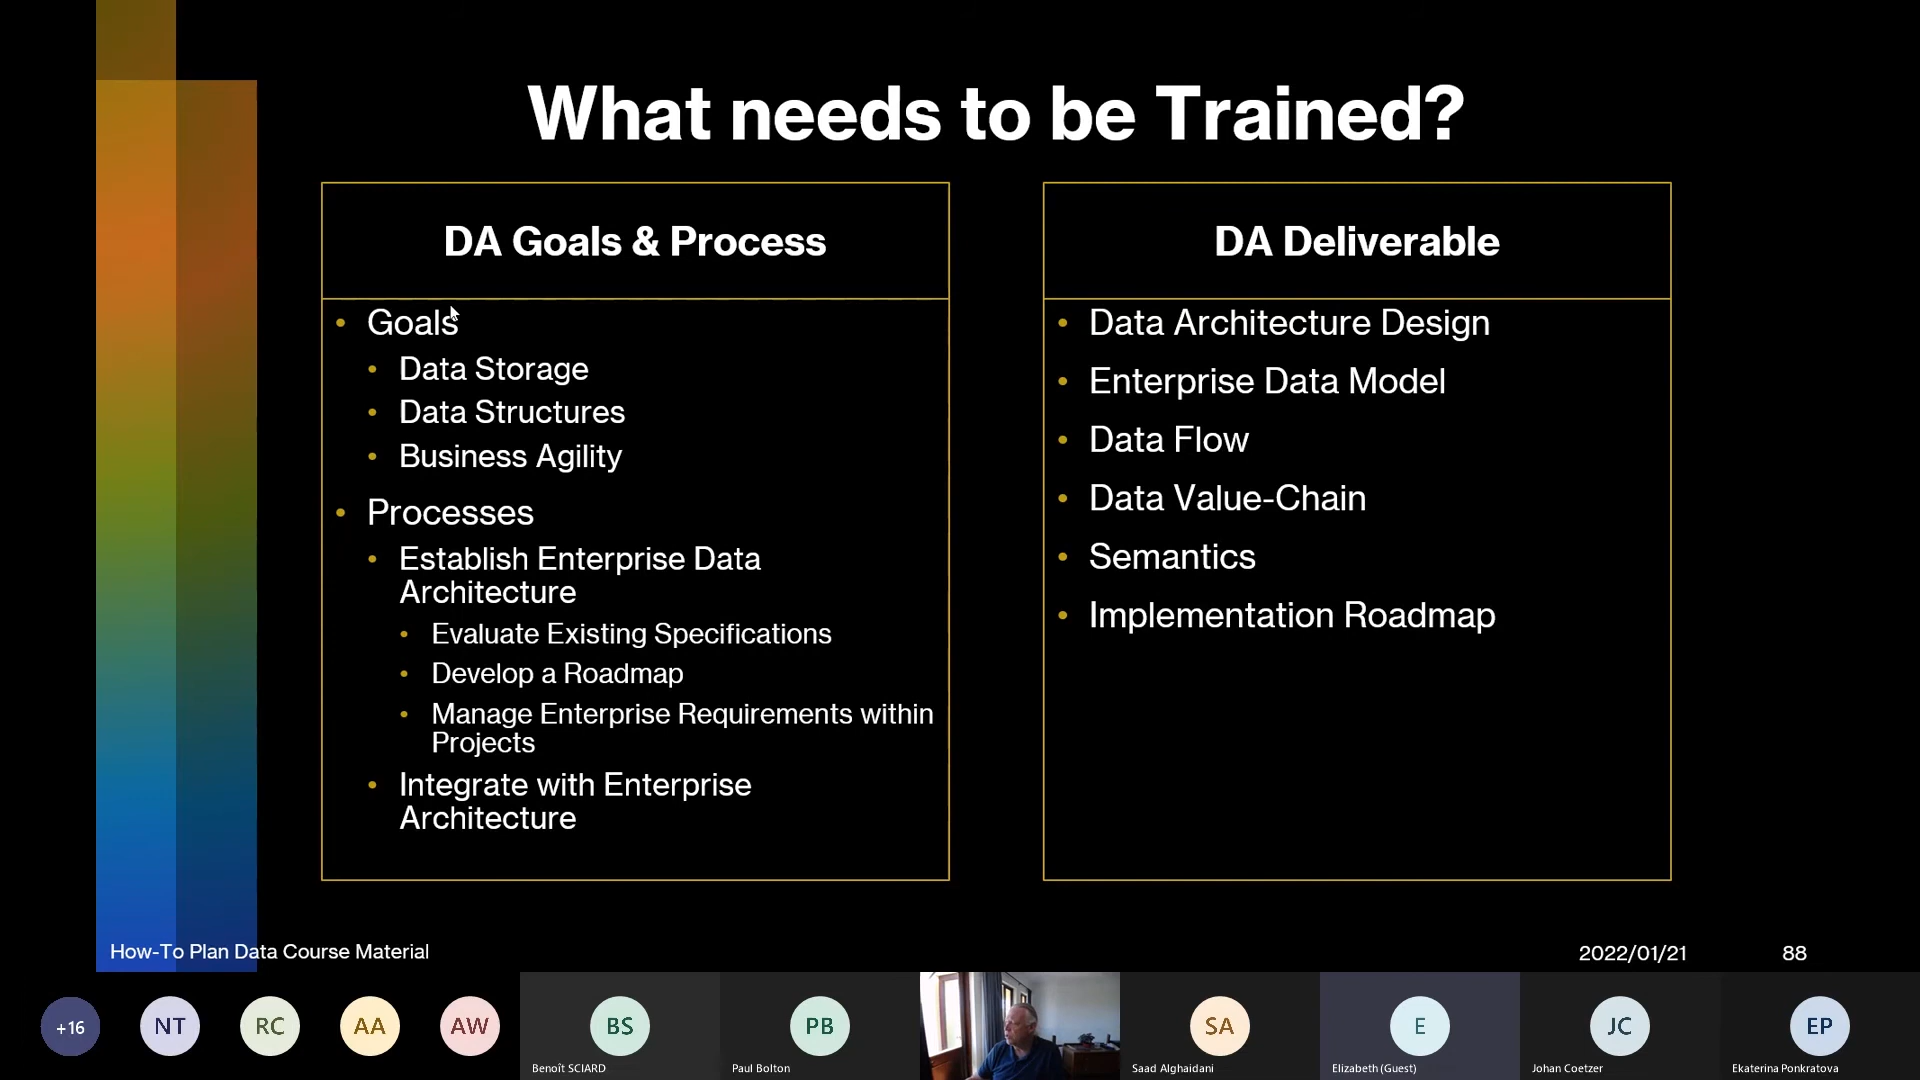 What needs to be Trained?
DA Goals & Process
Goals
Data Storage
Data Structures
Business Agility
Processes
Establish Enterprise Data
Architecture
Evaluate Existing Specifications
Develop a Roadmap
Manage Enterprise Requirements within
Projects
Integrate with Enterprise
Architecture
DA Deliverable
Data Architecture Design
Enterprise Data Model
Data Flow
Data Value-Chain
Semantics
Implementation Roadmap
How-To Plan Data Course Material
2022/01/21
88
+16
NT
RC
AA
AW
BS
Benoît SCIARD
PB
Paul Bolton
SA
Saad Alghaidani
E
Elizabeth (Guest)
JC
Johan Coetzer
EP
Ekaterina Ponkratova